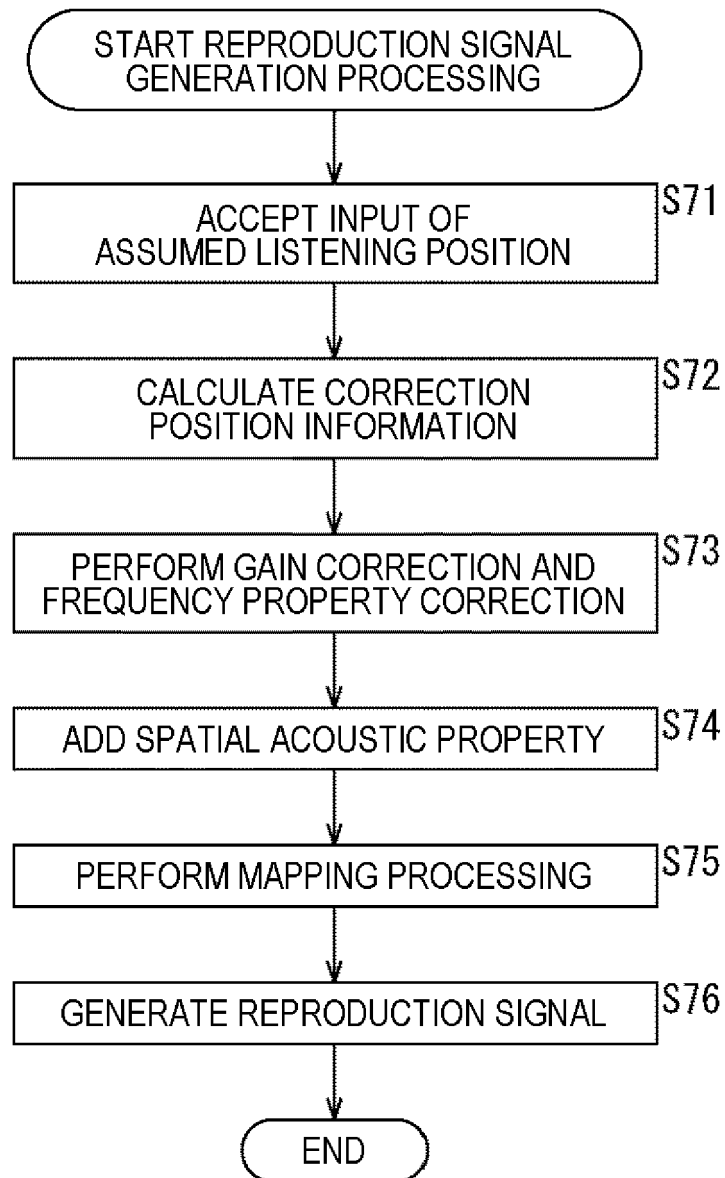 START REPRODUCTION SIGNAL
GENERATION PROCESSING
S71
ACCEPT INPUT OF
ASSUMED LISTENING POSITION
S72
CALCULATE CORRECTION
POSITION INFORMATION
S73
PERFORM GAIN CORRECTION AND
FREQUENCY PROPERTY CORRECTION
S74
ADD SPATIAL ACOUSTIC PROPERTY
S75
PERFORM MAPPING PROCESSING
S76
GENERATE REPRODUCTION SIGNAL
END